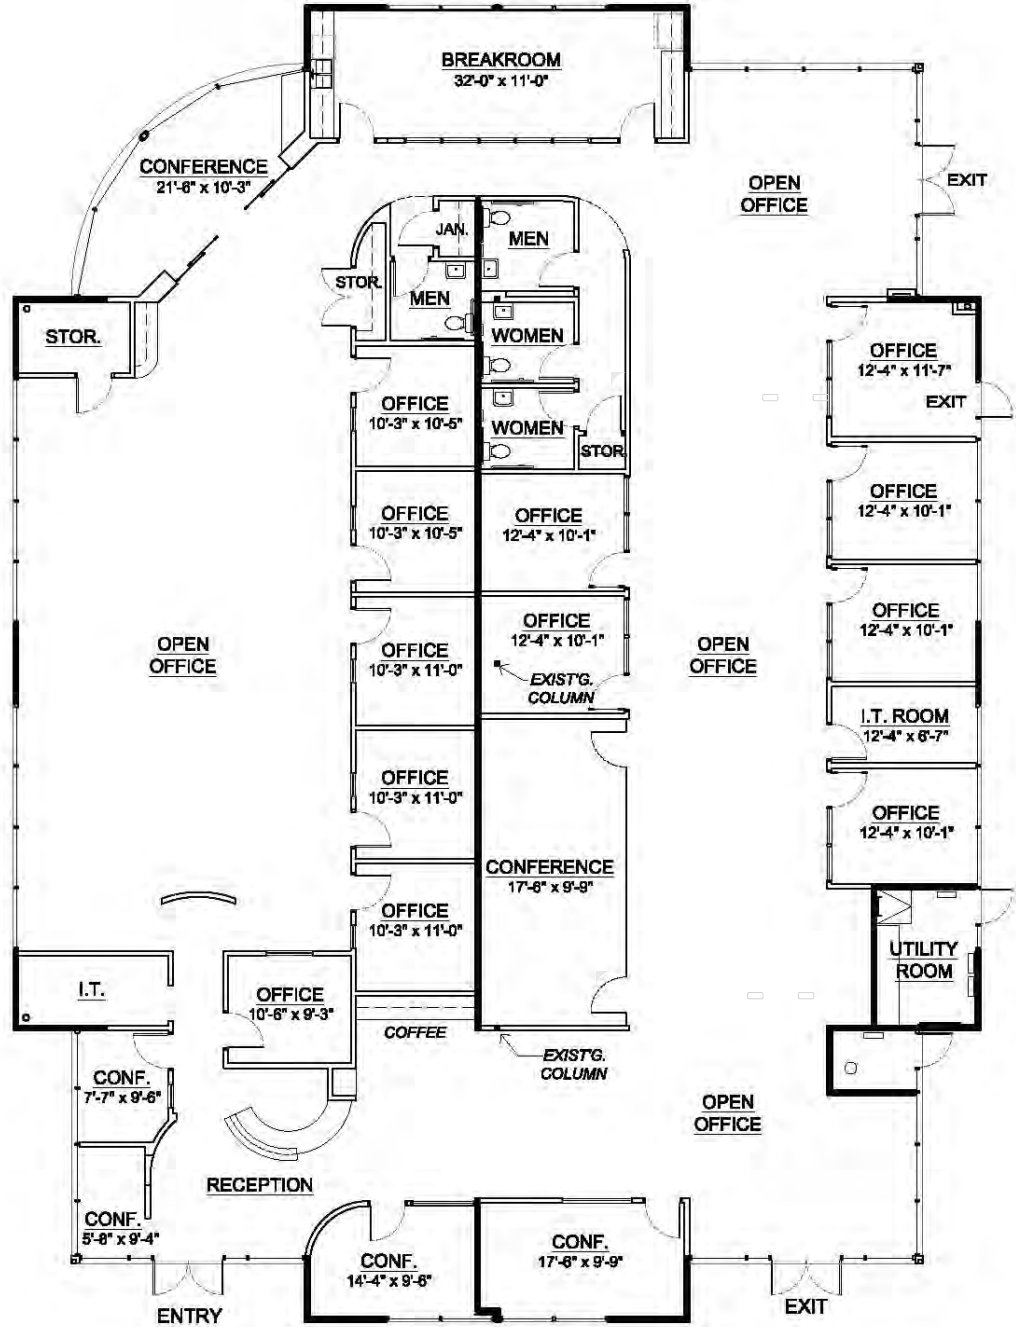 BREAKROOM
32'-0" x 11'-0"
CONFERENCE
21'-6" x 10'-3"
OPEN
OFFICE
EXIT
JAN.
MEN
STOR.
MEN
STOR.
WOMEN
OFFICE
12'-4" x 11'-7"
EXIT
OFFICE
10'-3" x 10'-5"
WOMEN
STOR.
OFFICE
12'-4" x 10'-1"
OFFICE
10'-3" x 10'-5"
OFFICE
12'-4" x 10'-1"
OFFICE
12'-4" x 10'-1"
OFFICE
12'-4" x 10'-1"
OPEN
OFFICE
OFFICE
10'-3" x 11'-0"
EXIST'G.
COLUMN
OPEN
OFFICE
I.T. ROOM
12'-4" x 6'-7"
OFFICE
10'-3" x 11'-0"
OFFICE
12'-4" x 10'-1"
CONFERENCE
17'-6" x 9'-9"
OFFICE
10'-3" x 11'-0"
UTILITY
ROOM
I.T.
OFFICE
10'-6" x 9'-3"
COFFEE
EXIST'G.
COLUMN
CONF.
7'-7" x 9'-6"
OPEN
OFFICE
RECEPTION
CONF.
5'-8" x 9'-4"
CONF.
14'-4" x 9'-6"
CONF.
17'-6" x 9'-9"
ENTRY
EXIT